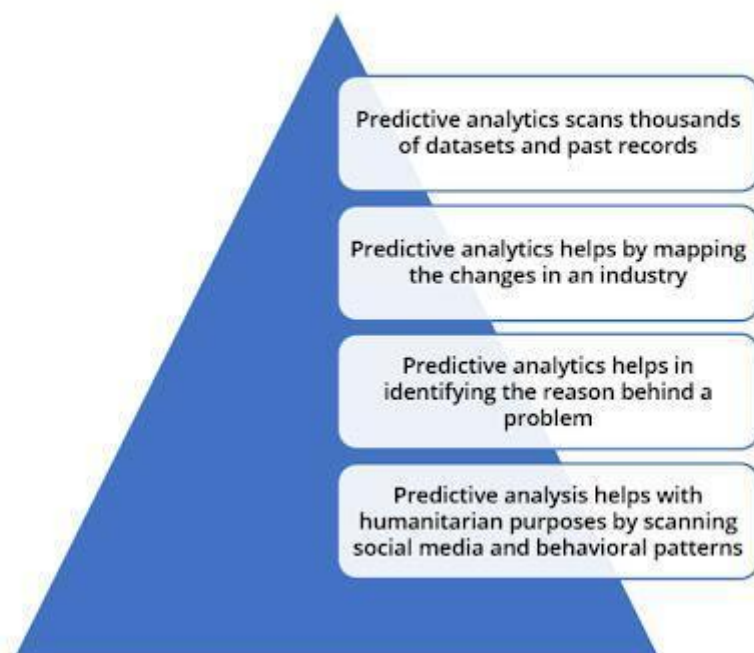 Predictive analytics scans thousands
of datasets and past records
Predictive analytics helps by mapping
the changes in an industry
Predictive analytics helps in
identifying the reason behind a
problem
Predictive analysis helps with
humanitarian purposes by scanning
social media and behavioral patterns